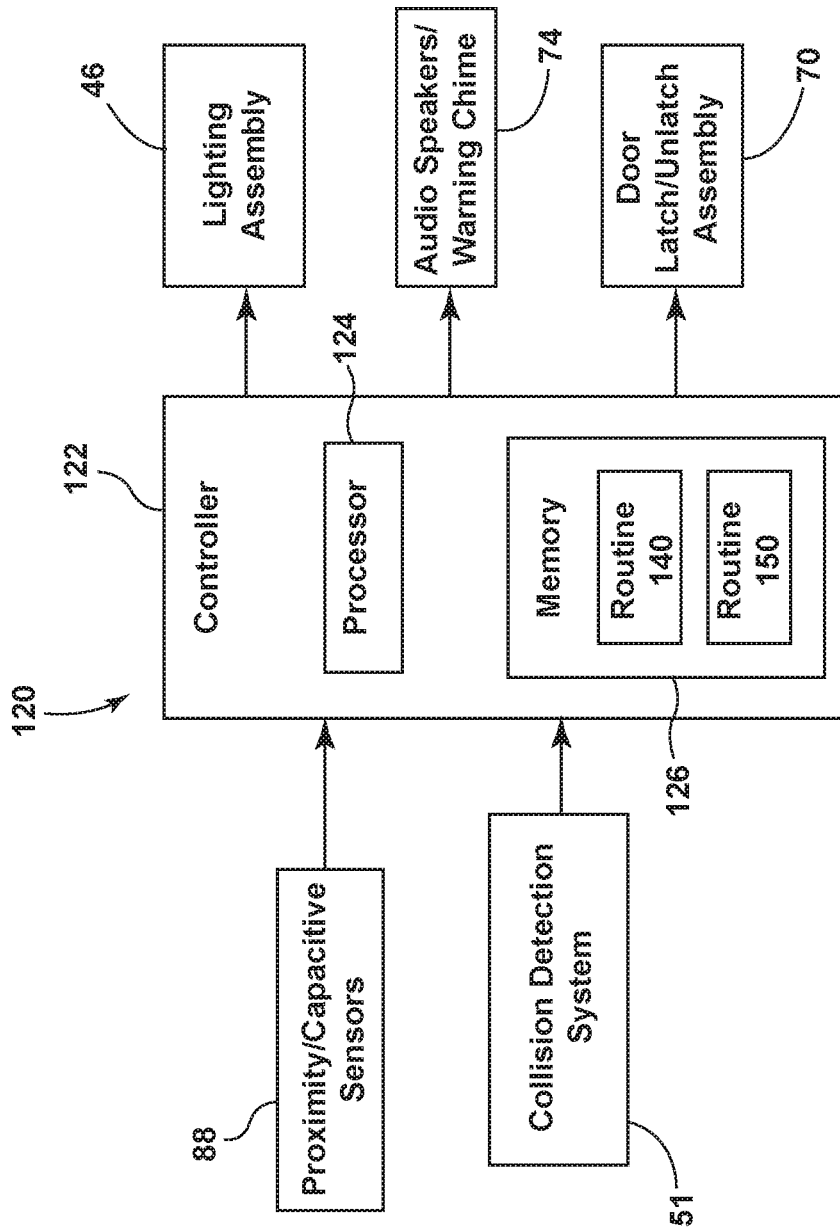 120
88
Proximity/Capacitive
Sensors
Collision Detection
System
51
122
Controller
Processor
124
Memory
Routine
140
Routine
150
126
46
Lighting
Assembly
Audio Speakers/
Warning Chime
74
Door
Latch/Unlatch
Assembly
70